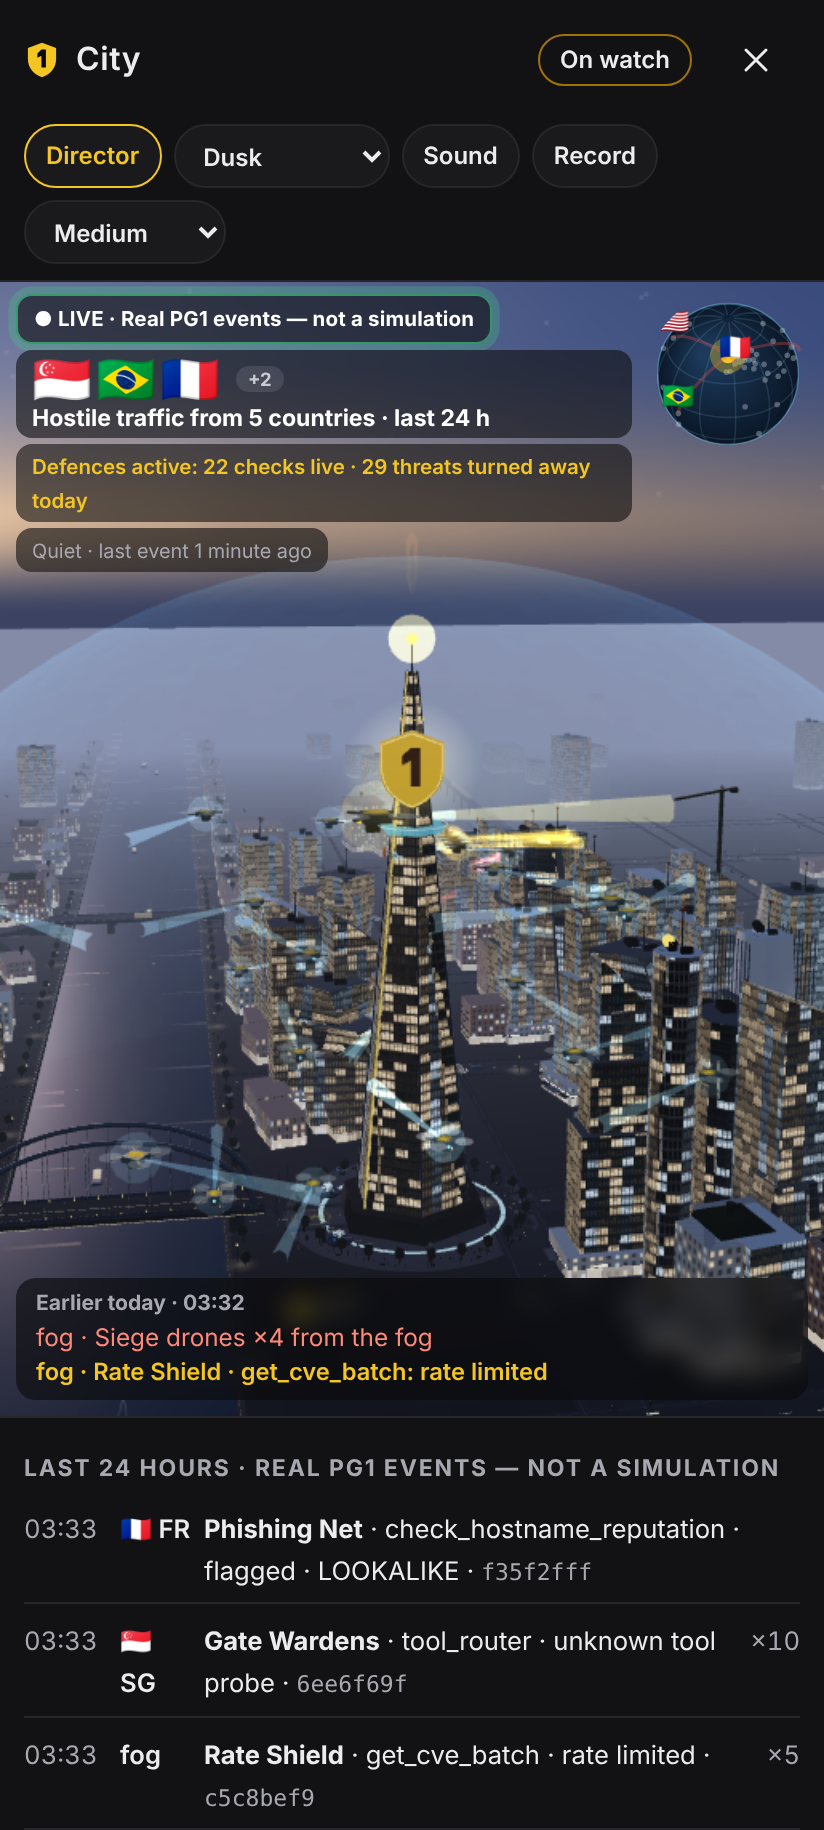 1 City
On watch
Director
Dusk
Sound
Record
Medium
LIVE · Real PG1 events — not a simulation
+2
Hostile traffic from 5 countries · last 24 h
Defences active: 22 checks live · 29 threats turned away
today
Quiet · last event 1 minute ago
1
Earlier today · 03:32
fog · Siege drones ×4 from the fog
fog · Rate Shield · get_cve_batch: rate limited
LAST 24 HOURS · REAL PG1 EVENTS — NOT A SIMULATION
03:33 FR Phishing Net · check_hostname_reputation ·
flagged · LOOKALIKE · f35f2fff
03:33 SG Gate Wardens · tool_router · unknown tool ×10
probe · 6ee6f69f
03:33 fog Rate Shield · get_cve_batch · rate limited · ×5
c5c8bef9